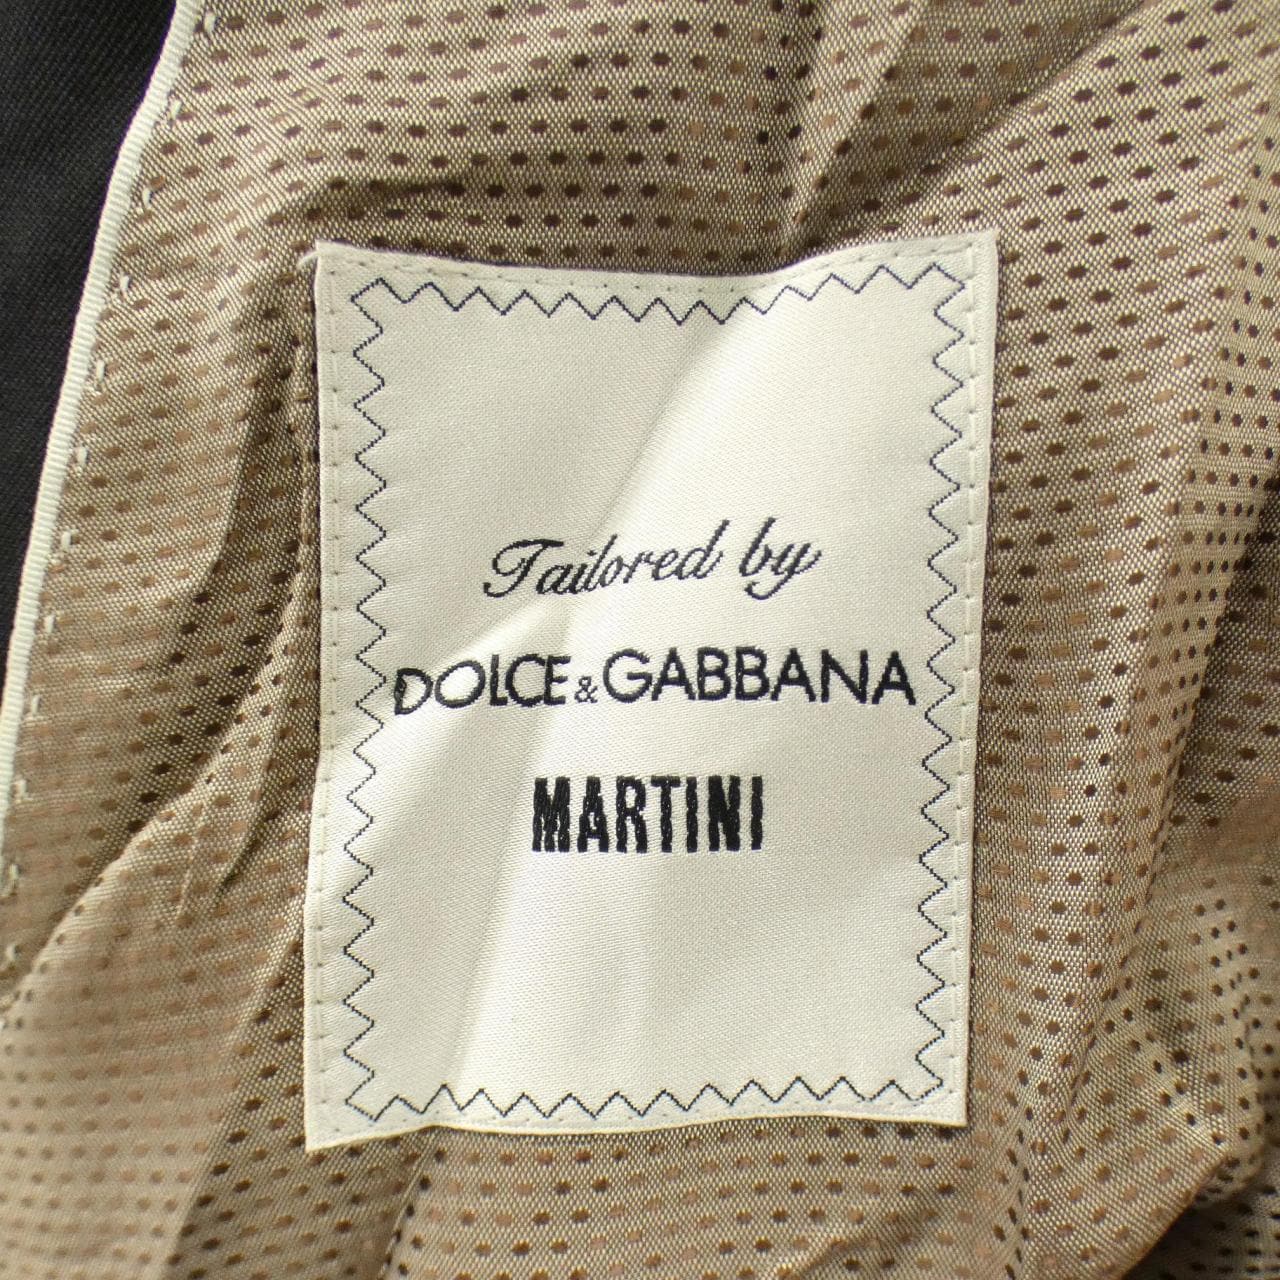 Tailored by
DOLCE & GABBANA
MARTINI